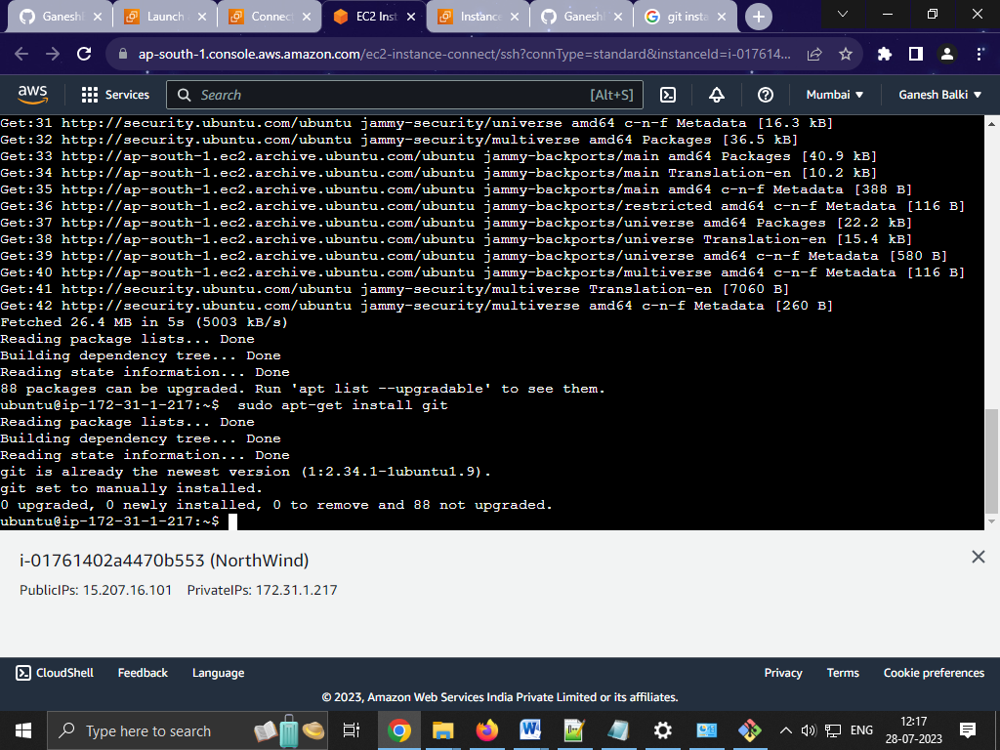 GaneshB
Launch
Connec
EC2 Inst
Instance
GaneshB
git insta
ap-south-1.console.aws.amazon.com/ec2-instance-connect/ssh?connType=standard&instanceId=i-017614...
aws
Services
Search
[Alt+S]
Mumbai
Ganesh Balki
Get:31 http://security.ubuntu.com/ubuntu jammy-security/universe amd64 c-n-f Metadata [16.3 kB]
Get:32 http://security.ubuntu.com/ubuntu jammy-security/multiverse amd64 Packages [36.5 kB]
Get:33 http://ap-south-1.ec2.archive.ubuntu.com/ubuntu jammy-backports/main amd64 Packages [40.9 kB]
Get:34 http://ap-south-1.ec2.archive.ubuntu.com/ubuntu jammy-backports/main Translation-en [10.2 kB]
Get:35 http://ap-south-1.ec2.archive.ubuntu.com/ubuntu jammy-backports/main amd64 c-n-f Metadata [388 B]
Get:36 http://ap-south-1.ec2.archive.ubuntu.com/ubuntu jammy-backports/restricted amd64 c-n-f Metadata [116 B]
Get:37 http://ap-south-1.ec2.archive.ubuntu.com/ubuntu jammy-backports/universe amd64 Packages [22.2 kB]
Get:38 http://ap-south-1.ec2.archive.ubuntu.com/ubuntu jammy-backports/universe Translation-en [15.4 kB]
Get:39 http://ap-south-1.ec2.archive.ubuntu.com/ubuntu jammy-backports/universe amd64 c-n-f Metadata [580 B]
Get:40 http://ap-south-1.ec2.archive.ubuntu.com/ubuntu jammy-backports/multiverse amd64 c-n-f Metadata [116 B]
Get:41 http://security.ubuntu.com/ubuntu jammy-security/multiverse Translation-en [7060 B]
Get:42 http://security.ubuntu.com/ubuntu jammy-security/multiverse amd64 c-n-f Metadata [260 B]
Fetched 26.4 MB in 5s (5003 kB/s)
Reading package lists... Done
Building dependency tree... Done
Reading state information... Done
88 packages can be upgraded. Run 'apt list --upgradable' to see them.
ubuntu@ip-172-31-1-217:~$  sudo apt-get install git
Reading package lists... Done
Building dependency tree... Done
Reading state information... Done
git is already the newest version (1:2.34.1-1ubuntu1.9).
git set to manually installed.
0 upgraded, 0 newly installed, 0 to remove and 88 not upgraded.
ubuntu@ip-172-31-1-217:~$
i-01761402a4470b553 (NorthWind)
PublicIPs: 15.207.16.101 PrivateIPs: 172.31.1.217
CloudShell
Feedback
Language
Privacy
Terms
Cookie preferences
© 2023, Amazon Web Services India Private Limited or its affiliates.
Type here to search
ENG
12:17
28-07-2023